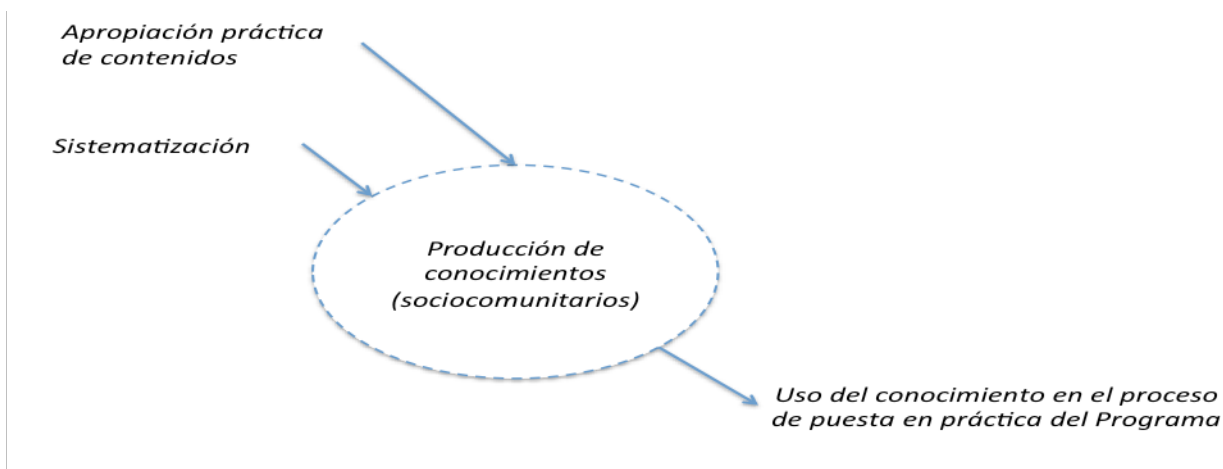 Apropiación práctica
de contenidos
Sistematización
Producción de
conocimientos
(sociocomunitarios)
Uso del conocimiento en el proceso
de puesta en práctica del Programa